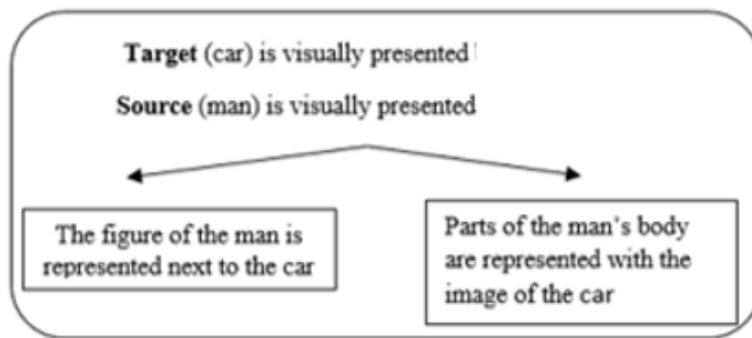 Target (car) is visually presented
Source (man) is visually presented
The figure of the man is
represented next to the car
Parts of the man's body
are represented with the
image of the car